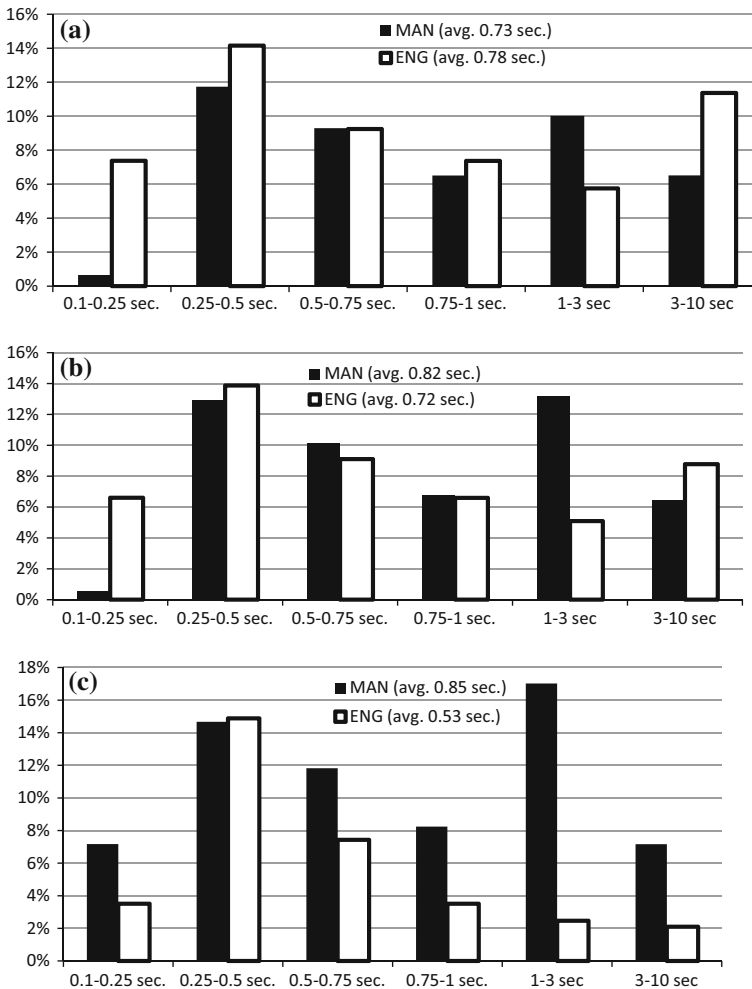 (a)
MAN (avg. 0.73 sec.)
ENG (avg. 0.78 sec.)
16%
14%
12%
10%
8%
6%
4%
2%
0%
0.1-0.25 sec. 0.25-0.5 sec. 0.5-0.75 sec. 0.75-1 sec. 1-3 sec 3-10 sec
(b)
MAN (avg. 0.82 sec.)
ENG (avg. 0.72 sec.)
16%
14%
12%
10%
8%
6%
4%
2%
0%
0.1-0.25 sec. 0.25-0.5 sec. 0.5-0.75 sec. 0.75-1 sec. 1-3 sec 3-10 sec
(c)
MAN (avg. 0.85 sec.)
ENG (avg. 0.53 sec.)
18%
16%
14%
12%
10%
8%
6%
4%
2%
0%
0.1-0.25 sec. 0.25-0.5 sec. 0.5-0.75 sec. 0.75-1 sec. 1-3 sec 3-10 sec